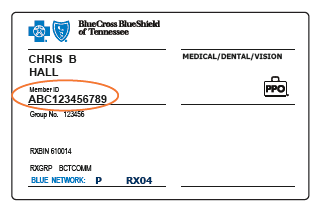 BlueCross BlueShield
of Tennessee
CHRIS B
HALL
MEDICAL/DENTAL/VISION
Member ID
ABC123456789
PPO
Group No. 123456
RXBIN 610014
RXGRP BCTCOMM
BLUE NETWORK: P RX04